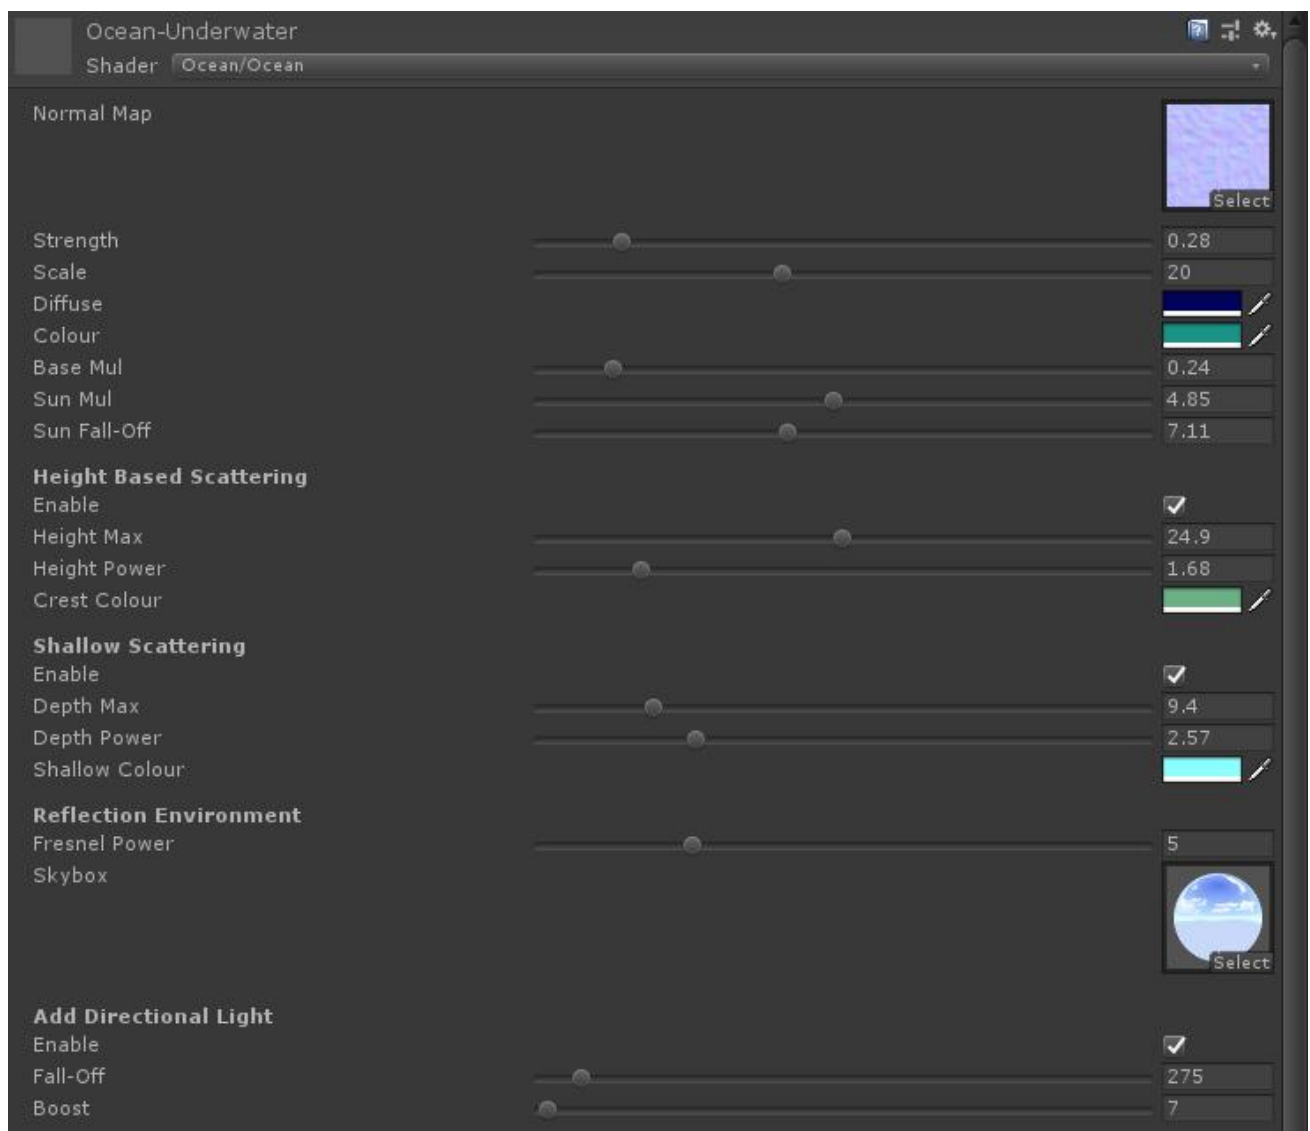 Ocean-Underwater
Shader Ocean/Ocean
Normal Map
Select
Strength 0.28
Scale 20
Diffuse
Colour
Base Mul 0.24
Sun Mul 4.85
Sun Fall-Off 7.11
Height Based Scattering
Enable
Height Max 24.9
Height Power 1.68
Crest Colour
Shallow Scattering
Enable
Depth Max 9.4
Depth Power 2.57
Shallow Colour
Reflection Environment
Fresnel Power 5
Skybox
Select
Add Directional Light
Enable
Fall-Off 275
Boost 7